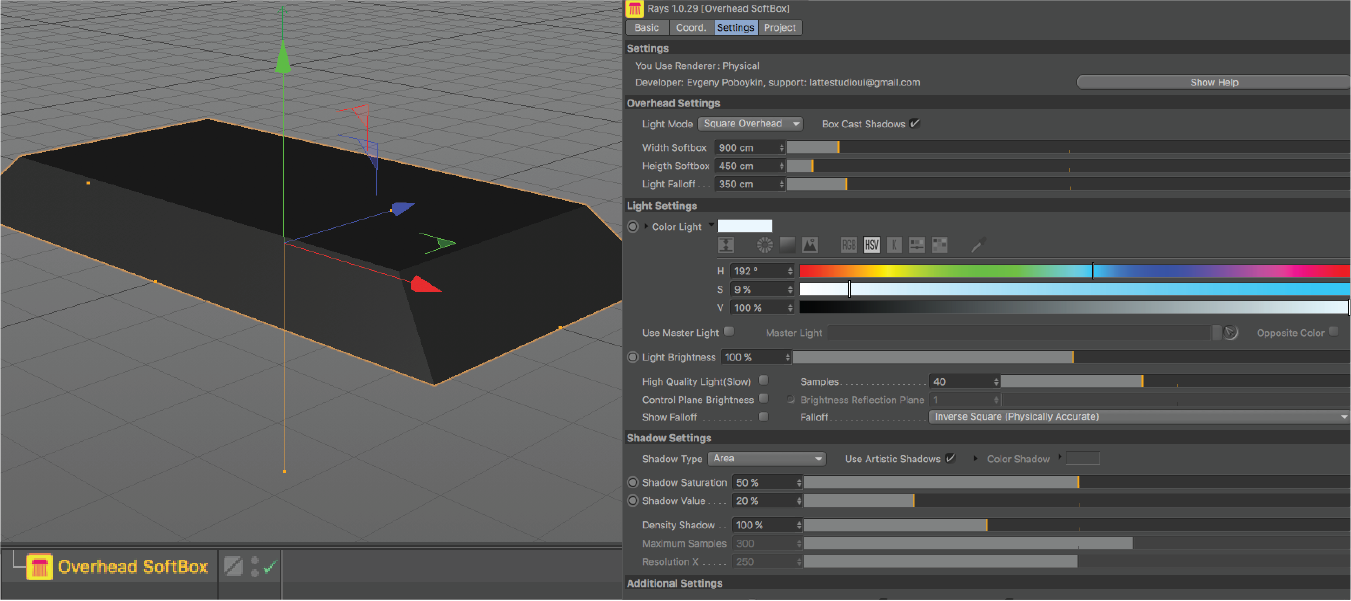 Rays 1.0.29 [Overhead SoftBox]
Basic Coord. Settings Project
Settings
You Use Renderer: Physical
Developer: Evgeny Poboykin, support: lattestudioui@gmail.com Show Help
Overhead Settings
Light Mode Square Overhead Box Cast Shadows
Width Softbox 900 cm
Heigth Softbox 450 cm
Light Falloff . . . 350 cm
Light Settings
Color Light
RGB HSV K
H 192 °
S 9 %
V 100 %
Use Master Light Master Light Opposite Color
Light Brightness 100 %
High Quality Light(Slow) Samples. . . . . . . . . . . . . . . . 40
Control Plane Brightness Brightness Reflection Plane 1
Show Falloff . . . . . . . . . . Falloff. . . . . . . . . . . . . . . . . . Inverse Square (Physically Accurate)
Shadow Settings
Shadow Type Area Use Artistic Shadows Color Shadow
Shadow Saturation 50 %
Shadow Value . . . . 20 %
Density Shadow . . 100 %
Maximum Samples 300
Resolution X . . . . . 250
Additional Settings
Overhead SoftBox